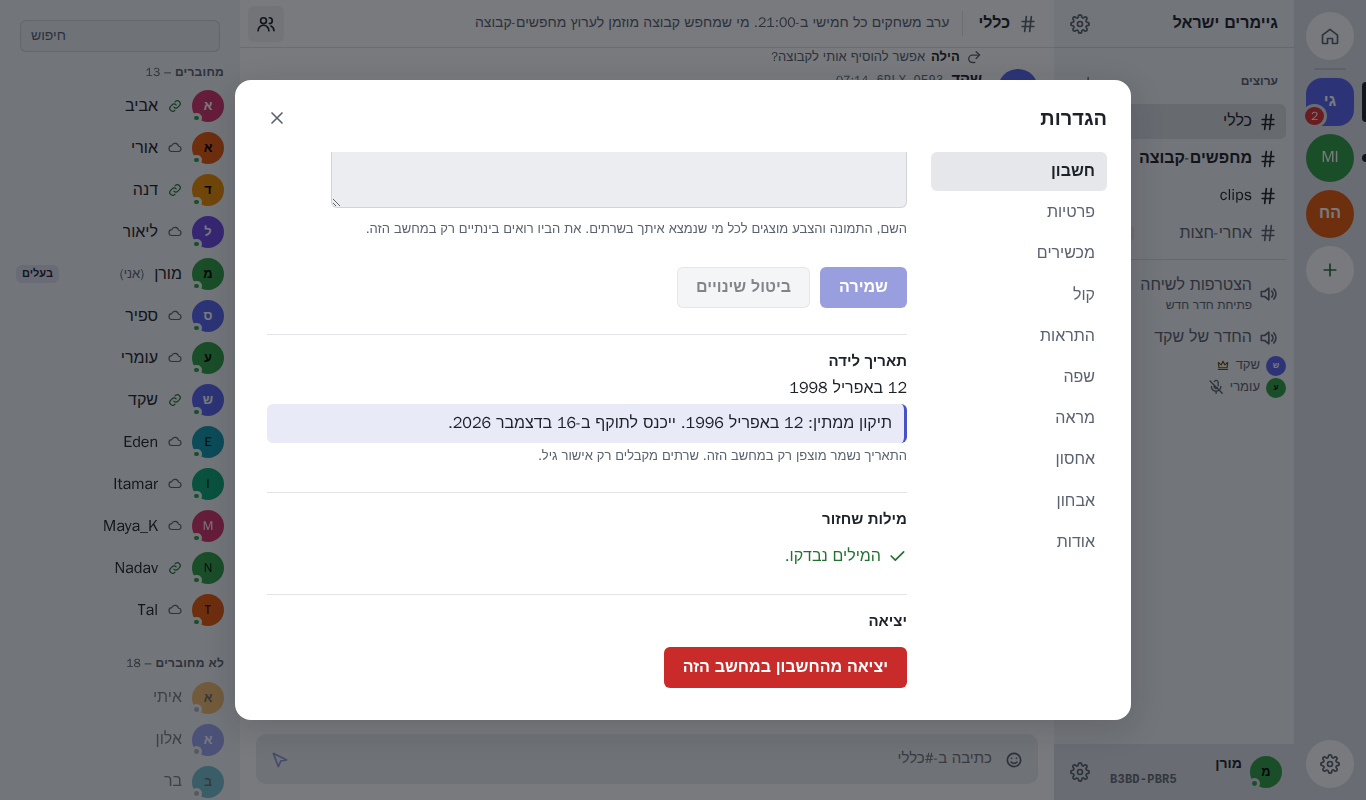 גיימרים ישראל
ערוצים
כללי
מחפשים-קבוצה
clips
אחרי-חצות
הצטרפות לשיחה
פתיחת חדר חדש
החדר של שקד
שקד
ש
עומרי
ע
גי
2
MI
הח
מורן
B3BD-PBR5
מ
כללי
ערב משחקים כל חמישי ב-21:00. מי שמחפש קבוצה מוזמן לערוץ מחפשים-קבוצה
הילה אפשר להוסיף אותי לקבוצה?
הגדרות
חשבון
פרטיות
מכשירים
קול
התראות
שפה
מראה
אחסון
אבחון
אודות
השם, התמונה והצבע מוצגים לכל מי שנמצא איתך בשרתים. את הביו רואים בינתיים רק במחשב הזה.
שמירה
ביטול שינויים
תאריך לידה
12 באפריל 1998
תיקון ממתין: 12 באפריל 1996. ייכנס לתוקף ב-16 בדצמבר 2026.
התאריך נשמר מוצפן רק במחשב הזה. שרתים מקבלים רק אישור גיל.
מילות שחזור
המילים נבדקו.
יציאה
יציאה מהחשבון במחשב הזה
כתיבה ב-#כללי
חיפוש
מחוברים – 13
א אביב
א אורי
ד דנה
ל ליאור
מ מורן (אני) בעלים
ס ספיר
ע עומרי
ש שקד
E Eden
I Itamar
M Maya_K
N Nadav
T Tal
לא מחוברים – 18
א איתי
א אלון
ב בר